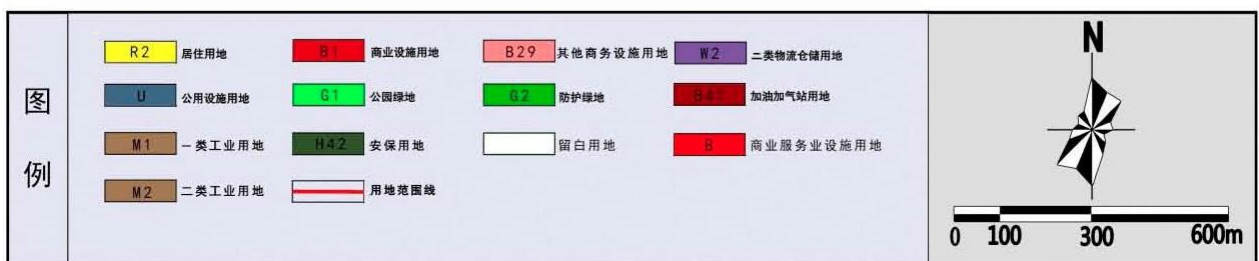 图例
R2 居住用地 B1 商业设施用地 B29 其他商务设施用地 W2 二类物流仓储用地
U 公用设施用地 G1 公园绿地 G2 防护绿地 B41 加油加气站用地
M1 一类工业用地 H42 安保用地 留白用地 B 商业服务业设施用地
M2 二类工业用地 用地范围线
N
0 100 300 600m